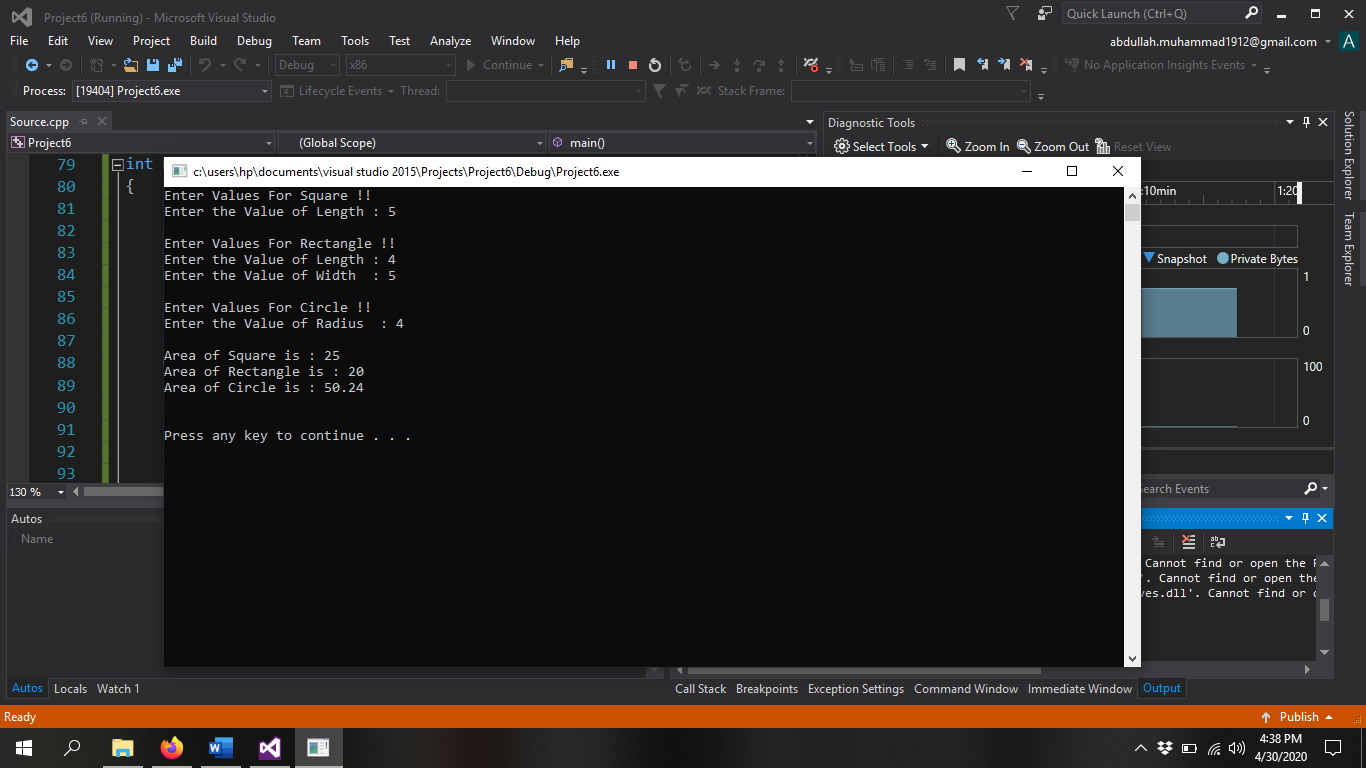 Project6 (Running) - Microsoft Visual Studio
Quick Launch (Ctrl+Q)
File Edit View Project Build Debug Team Tools Test Analyze Window Help
abdullah.muhammad1912@gmail.com
A
Debug x86 Continue No Application Insights Events
Process: [19404] Project6.exe Lifecycle Events Thread: Stack Frame:
Source.cpp
Diagnostic Tools
Project6 (Global Scope) main()
Select Tools Zoom In Zoom Out Reset View
Solution Explorer
Team Explorer
79 int
80 {
81
82
83
84
85
86
87
88
89
90
91
92
93
c:\users\hp\documents\visual studio 2015\Projects\Project6\Debug\Project6.exe
Enter Values For Square !!
Enter the Value of Length : 5
Enter Values For Rectangle !!
Enter the Value of Length : 4
Enter the Value of Width  : 5
Enter Values For Circle !!
Enter the Value of Radius  : 4
Area of Square is : 25
Area of Rectangle is : 20
Area of Circle is : 50.24
Press any key to continue . . .
:10min 1:20
Snapshot Private Bytes
1
0
100
0
130 %
earch Events
Autos
Name
Cannot find or open the
'. Cannot find or open the
ves.dll'. Cannot find or
Autos Locals Watch 1
Call Stack Breakpoints Exception Settings Command Window Immediate Window Output
Ready
Publish
4:38 PM
4/30/2020